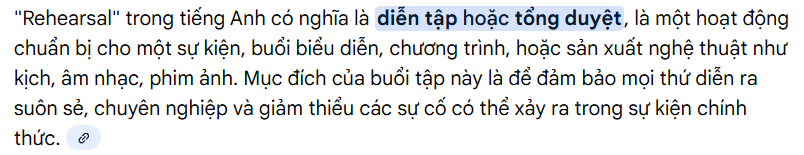 "Rehearsal" trong tiếng Anh có nghĩa là diễn tập hoặc tổng duyệt, là một hoạt động
chuẩn bị cho một sự kiện, buổi biểu diễn, chương trình, hoặc sản xuất nghệ thuật như
kịch, âm nhạc, phim ảnh. Mục đích của buổi tập này là để đảm bảo mọi thứ diễn ra
suôn sẻ, chuyên nghiệp và giảm thiểu các sự cố có thể xảy ra trong sự kiện chính
thức.